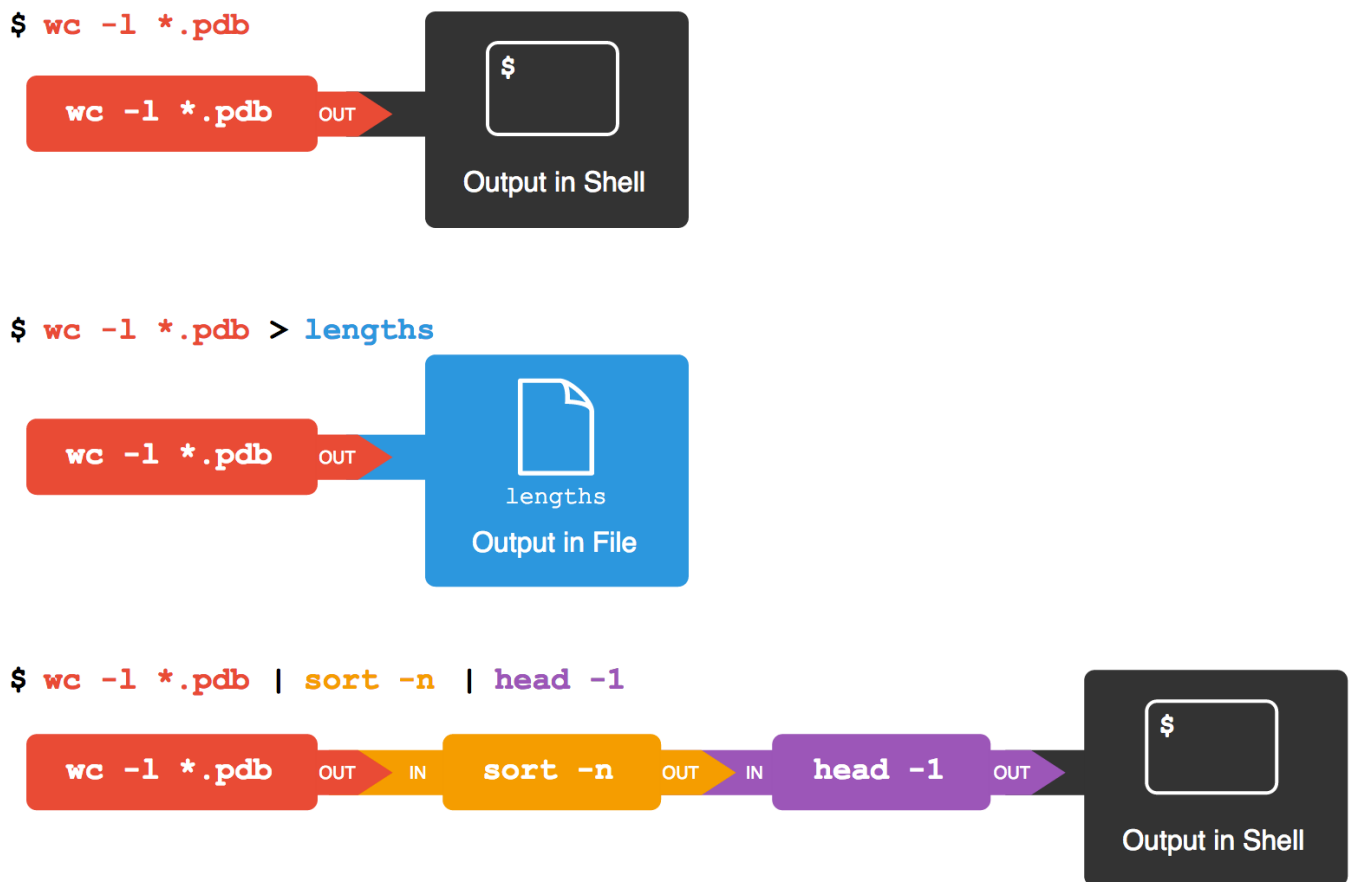 $ wc -l *.pdb
wc -l *.pdb OUT
$
Output in Shell
$ wc -l *.pdb > lengths
wc -l *.pdb OUT
lengths
Output in File
$ wc -l *.pdb | sort -n | head -1
wc -l *.pdb OUT IN sort -n OUT IN head -1 OUT
$
Output in Shell